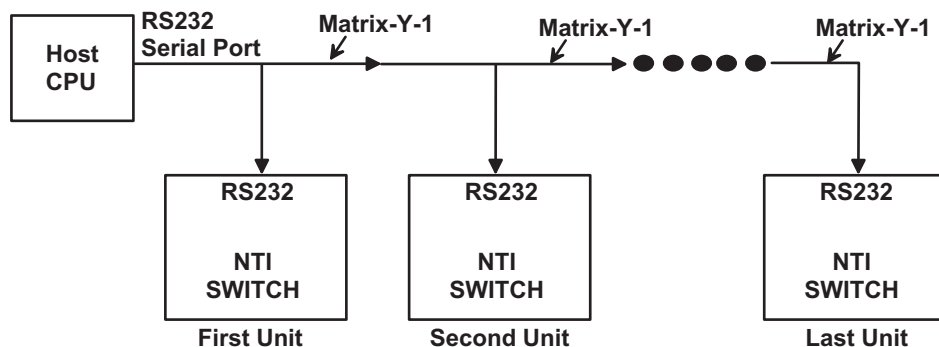 Host
CPU
RS232
Serial Port
Matrix-Y-1
Matrix-Y-1
Matrix-Y-1
RS232
NTI
SWITCH
First Unit
RS232
NTI
SWITCH
Second Unit
RS232
NTI
SWITCH
Last Unit